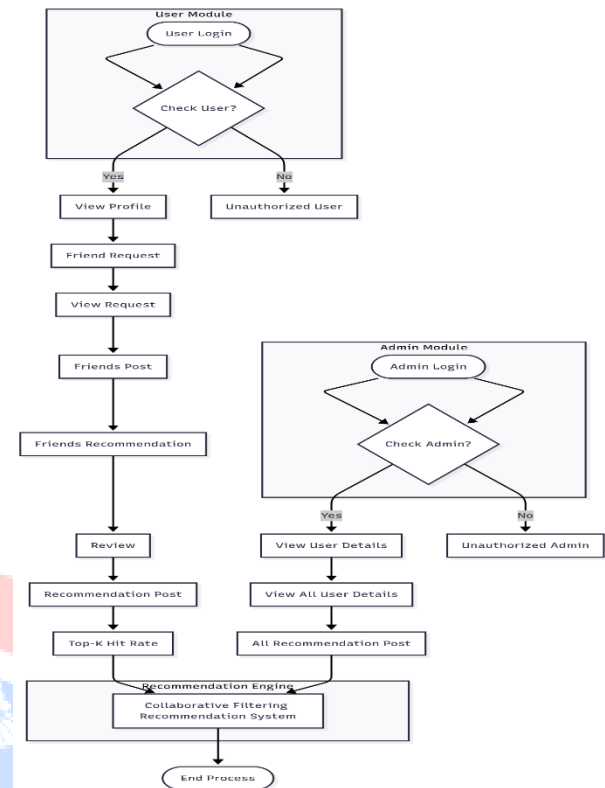 User Module
User Login
Check User?
Yes
No
View Profile
Unauthorized User
Friend Request
View Request
Friends Post
Friends Recommendation
Admin Module
Admin Login
Check Admin?
Yes
No
Review
View User Details
Unauthorized Admin
Recommendation Post
View All User Details
Top-K Hit Rate
All Recommendation Post
Recommendation Engine
Collaborative Filtering
Recommendation System
End Process